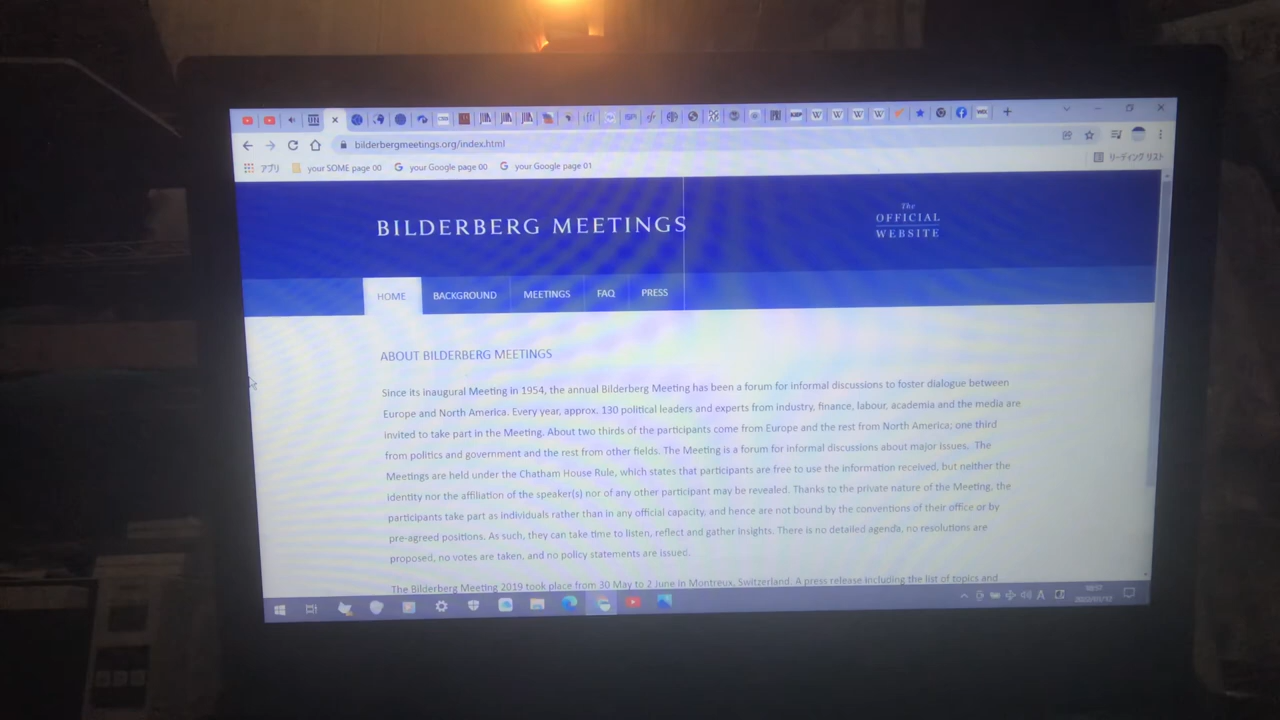 bilderbergmeetings.org/index.html
アプリ your SOME page 00 your Google page 00 your Google page 01 リーディング リスト
BILDERBERG MEETINGS
The
OFFICIAL
WEBSITE
HOME BACKGROUND MEETINGS FAQ PRESS
ABOUT BILDERBERG MEETINGS
Since its inaugural Meeting in 1954, the annual Bilderberg Meeting has been a forum for informal discussions to foster dialogue between
Europe and North America. Every year, approx. 130 political leaders and experts from industry, finance, labour, academia and the media are
invited to take part in the Meeting. About two thirds of the participants come from Europe and the rest from North America; one third
from politics and government and the rest from other fields. The Meeting is a forum for informal discussions about major issues. The
Meetings are held under the Chatham House Rule, which states that participants are free to use the information received, but neither the
identity nor the affiliation of the speaker(s) nor of any other participant may be revealed. Thanks to the private nature of the Meeting, the
participants take part as individuals rather than in any official capacity, and hence are not bound by the conventions of their office or by
pre-agreed positions. As such, they can take time to listen, reflect and gather insights. There is no detailed agenda, no resolutions are
proposed, no votes are taken, and no policy statements are issued.
The Bilderberg Meeting 2019 took place from 30 May to 2 June in Montreux, Switzerland. A press release including the list of topics and
A